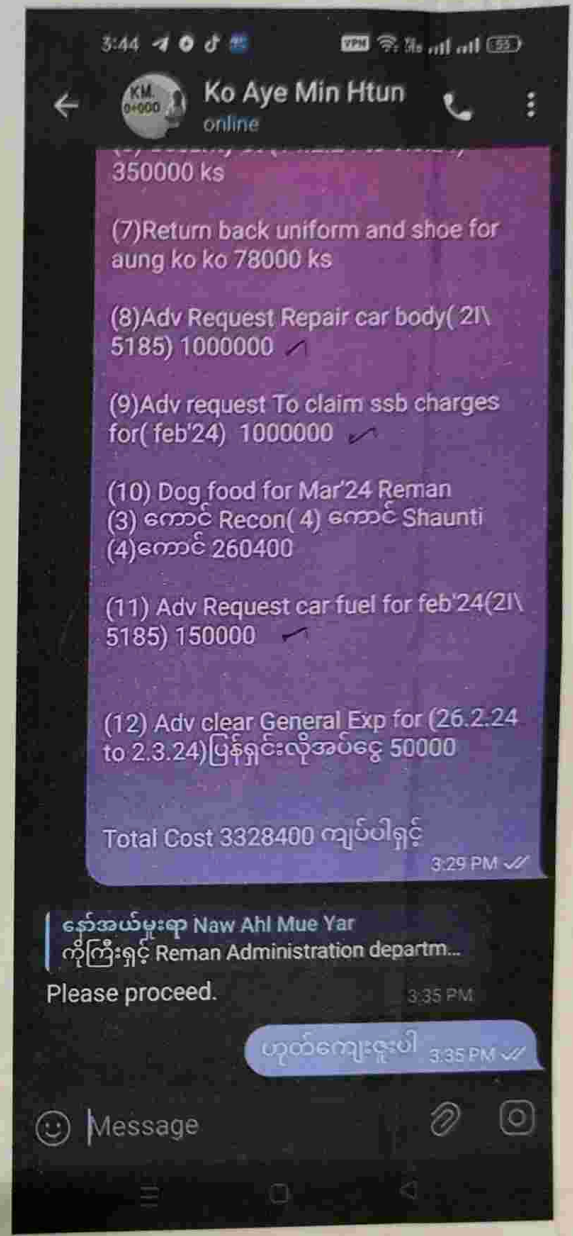 3:44
VPN 53
KM.
0+000
Ko Aye Min Htun
online
350000 ks
(7)Return back uniform and shoe for
aung ko ko 78000 ks
(8)Adv Request Repair car body( 2I\
5185) 1000000
(9)Adv request To claim ssb charges
for( feb'24) 1000000
(10) Dog food for Mar'24 Reman
(3) ကောင် Recon( 4) ကောင် Shaunti
(4)ကောင် 260400
(11) Adv Request car fuel for feb'24(2I\
5185) 150000
(12) Adv clear General Exp for (26.2.24
to 2.3.24)ပြန်ရှင်းလိုအပ်ငွေ 50000
Total Cost 3328400 ကျပ်ပါရှင့်
3:29 PM
နော်အယ်မူးရာ Naw Ahl Mue Yar
ကိုကြီးရှင့် Reman Administration departm...
Please proceed.
3:35 PM
ဟုတ်ကျေးဇူးပါ 3:35 PM
Message